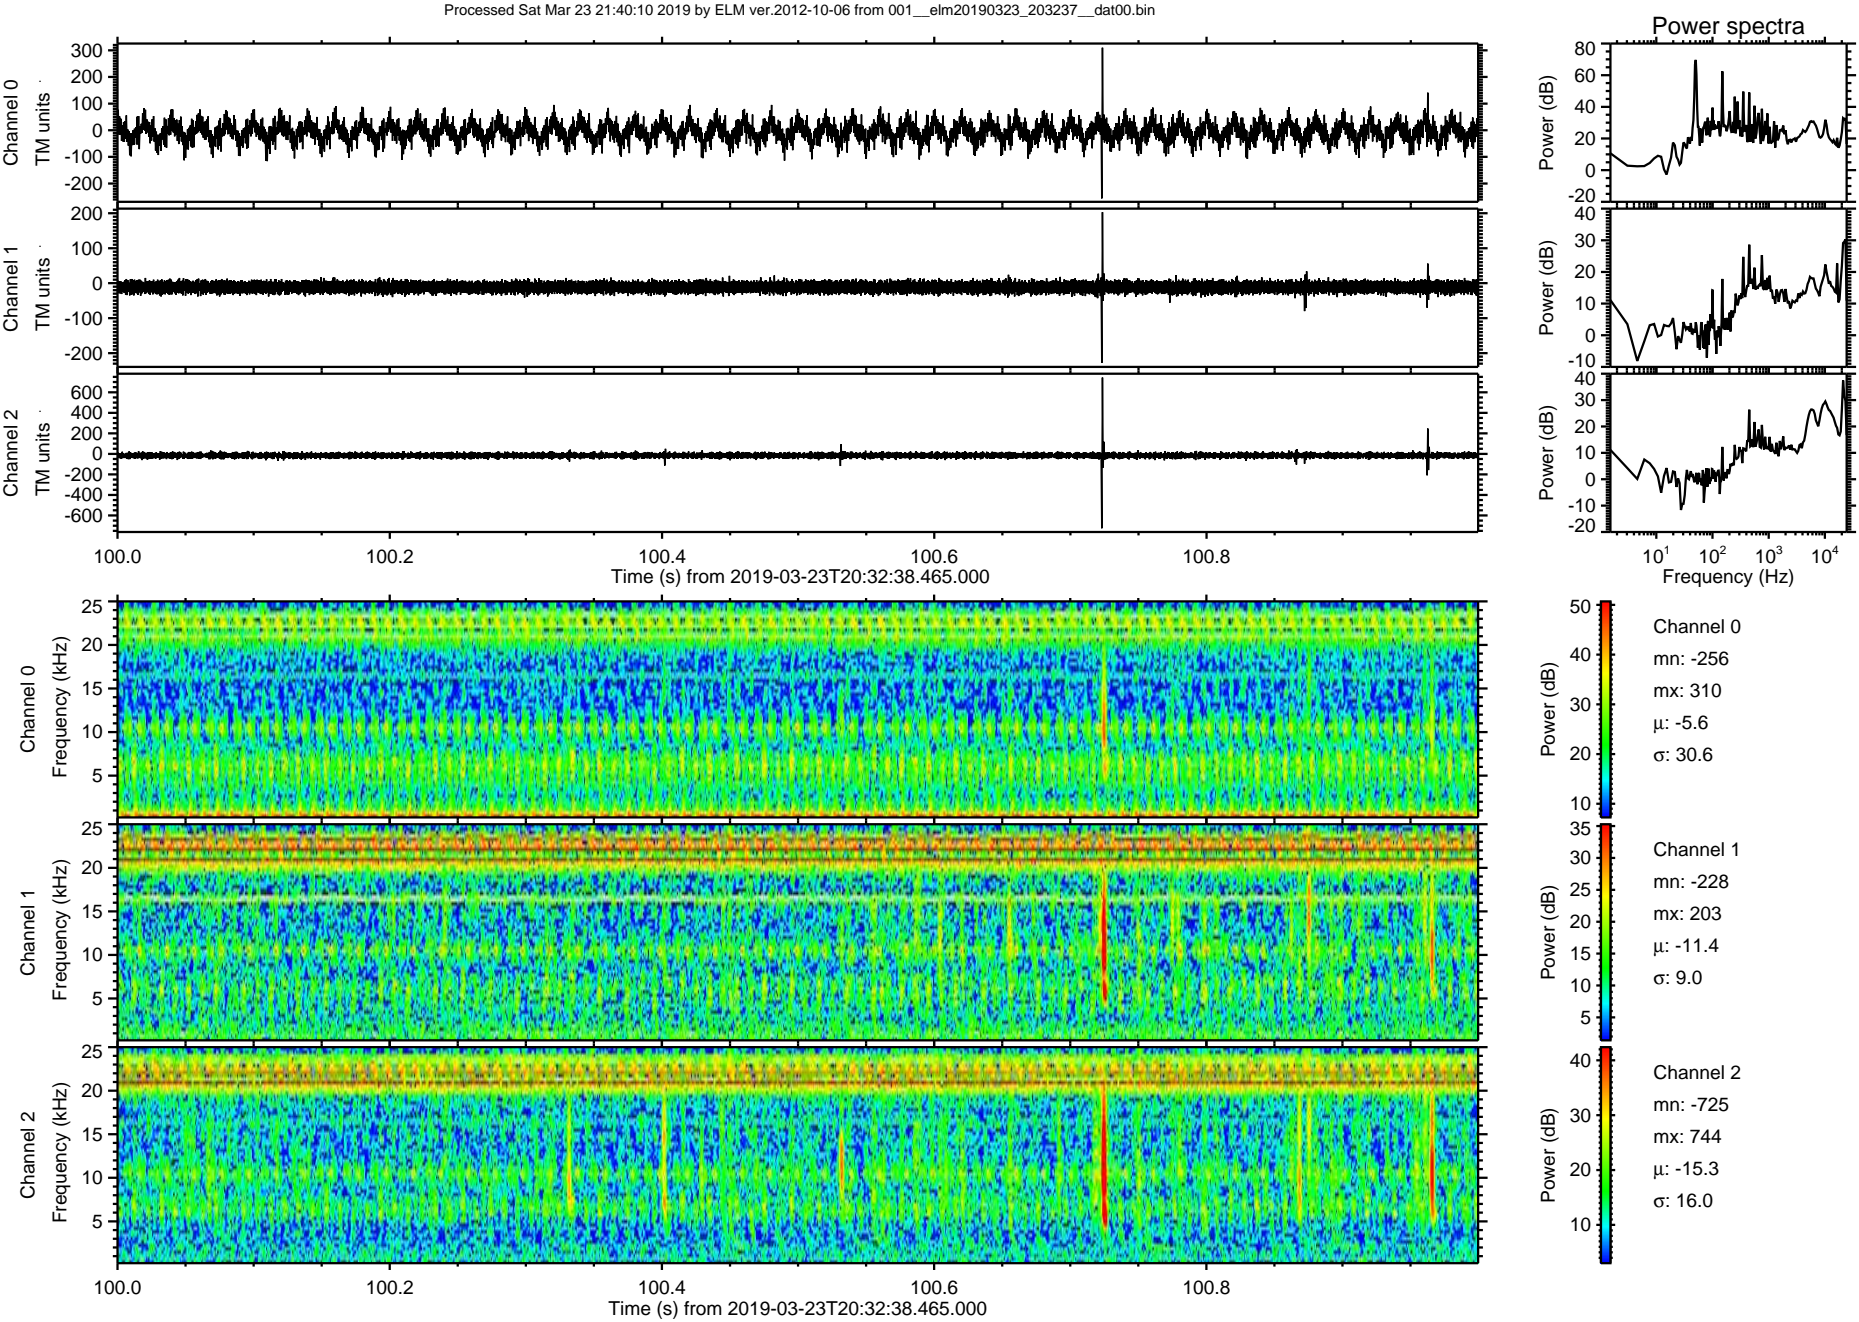 Processed Sat Mar 23 21:40:10 2019 by ELM ver.2012-10-06 from 001__elm20190323_203237__dat00.bin
Power spectra
Channel 0
TM units
300
200
100
0
-100
-200
Power (dB)
80
60
40
20
0
-20
Channel 1
TM units
200
100
0
-100
-200
Power (dB)
40
30
20
10
0
-10
Channel 2
TM units
600
400
200
0
-200
-400
-600
Power (dB)
40
30
20
10
0
-10
-20
100.0 100.2 100.4 100.6 100.8
Time (s) from 2019-03-23T20:32:38.465.000
10¹ 10² 10³ 10⁴
Frequency (Hz)
Channel 0
Frequency (kHz)
25
20
15
10
5
Power (dB)
50
40
30
20
10
Channel 0
mn: -256
mx: 310
µ: -5.6
σ: 30.6
Channel 1
Frequency (kHz)
25
20
15
10
5
Power (dB)
35
30
25
20
15
10
5
Channel 1
mn: -228
mx: 203
µ: -11.4
σ: 9.0
Channel 2
Frequency (kHz)
25
20
15
10
5
Power (dB)
40
30
20
10
Channel 2
mn: -725
mx: 744
µ: -15.3
σ: 16.0
100.0 100.2 100.4 100.6 100.8
Time (s) from 2019-03-23T20:32:38.465.000